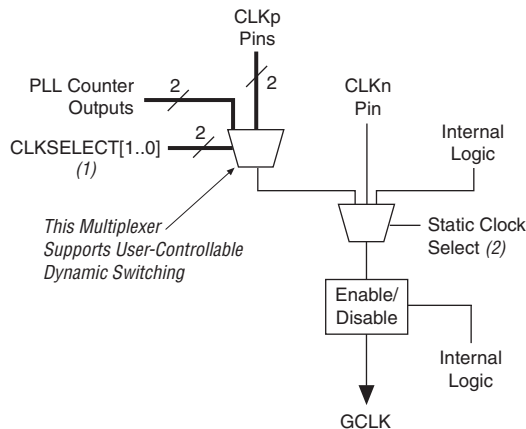 CLKp
Pins
2
PLL Counter
Outputs
2
CLKn
Pin
CLKSELECT[1..0]
(1)
2
Internal
Logic
This Multiplexer
Supports User-Controllable
Dynamic Switching
Static Clock
Select (2)
Enable/
Disable
Internal
Logic
GCLK